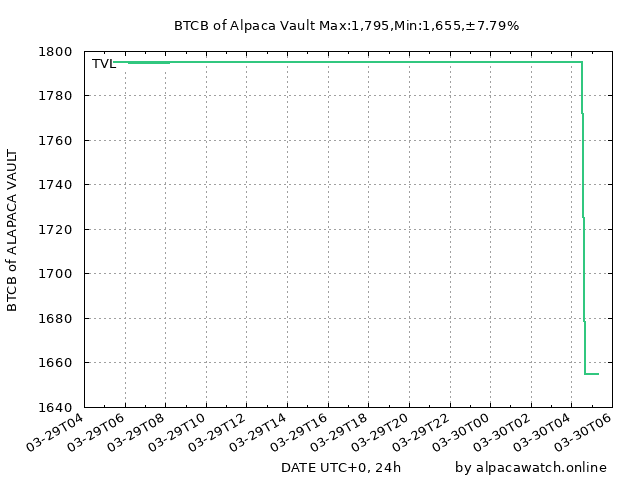 BTCB of Alpaca Vault Max:1,795,Min:1,655,±7.79%
BTCB of ALAPACA VAULT
TVL
1800
1780
1760
1740
1720
1700
1680
1660
1640
03-29T04
03-29T06
03-29T08
03-29T10
03-29T12
03-29T14
03-29T16
03-29T18
03-29T20
03-29T22
03-30T00
03-30T02
03-30T04
03-30T06
DATE UTC+0, 24h
by alpacawatch.online